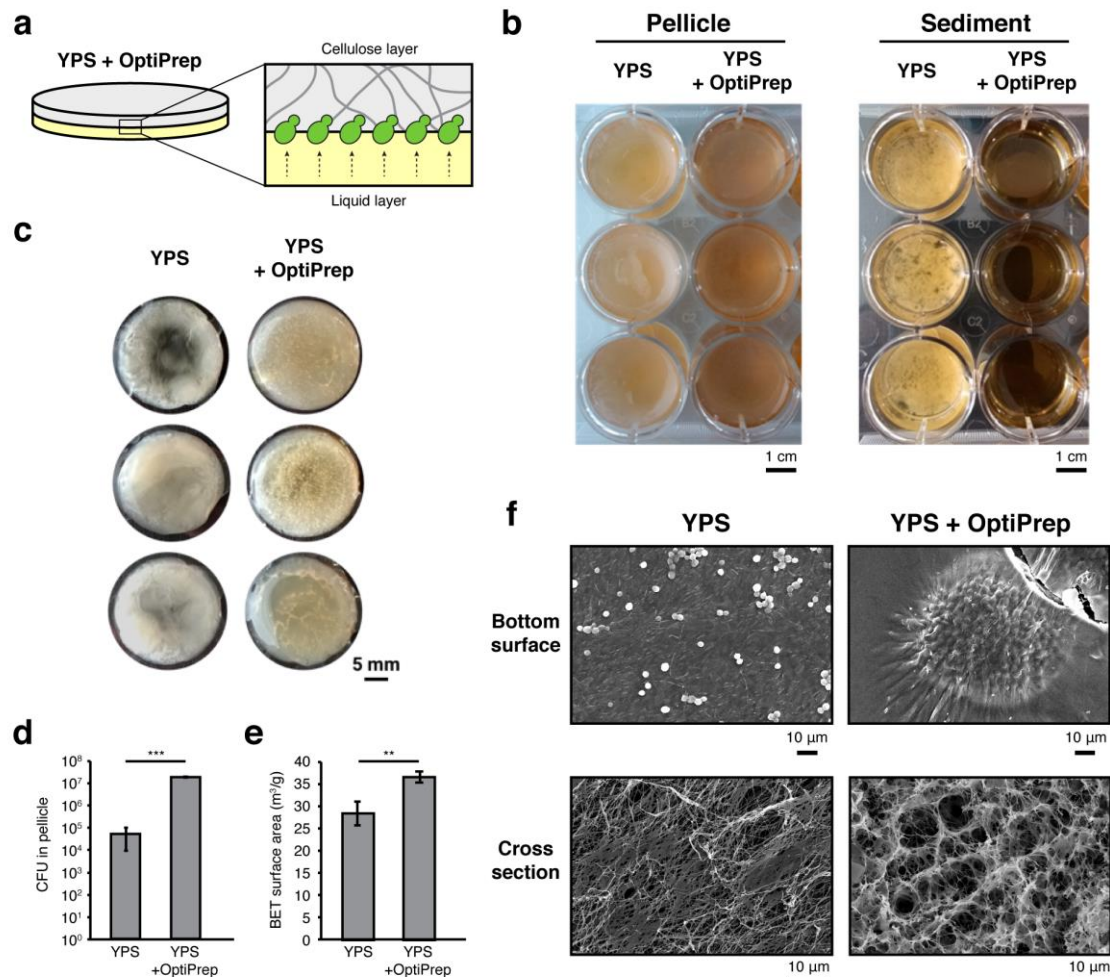 a
YPS + OptiPrep
Cellulose layer
Liquid layer
b
Pellicle
Sediment
YPS
YPS
+ OptiPrep
YPS
YPS
+ OptiPrep
B2
C2
1 cm
1 cm
c
YPS
YPS
+ OptiPrep
5 mm
d
CFU in pellicle
10⁸
10⁷
10⁶
10⁵
10⁴
10³
10²
10¹
10⁰
***
YPS
YPS
+OptiPrep
e
BET surface area (m²/g)
40
35
30
25
20
15
10
5
0
**
YPS
YPS
+OptiPrep
f
YPS
YPS + OptiPrep
Bottom
surface
10 µm
10 µm
Cross
section
10 µm
10 µm